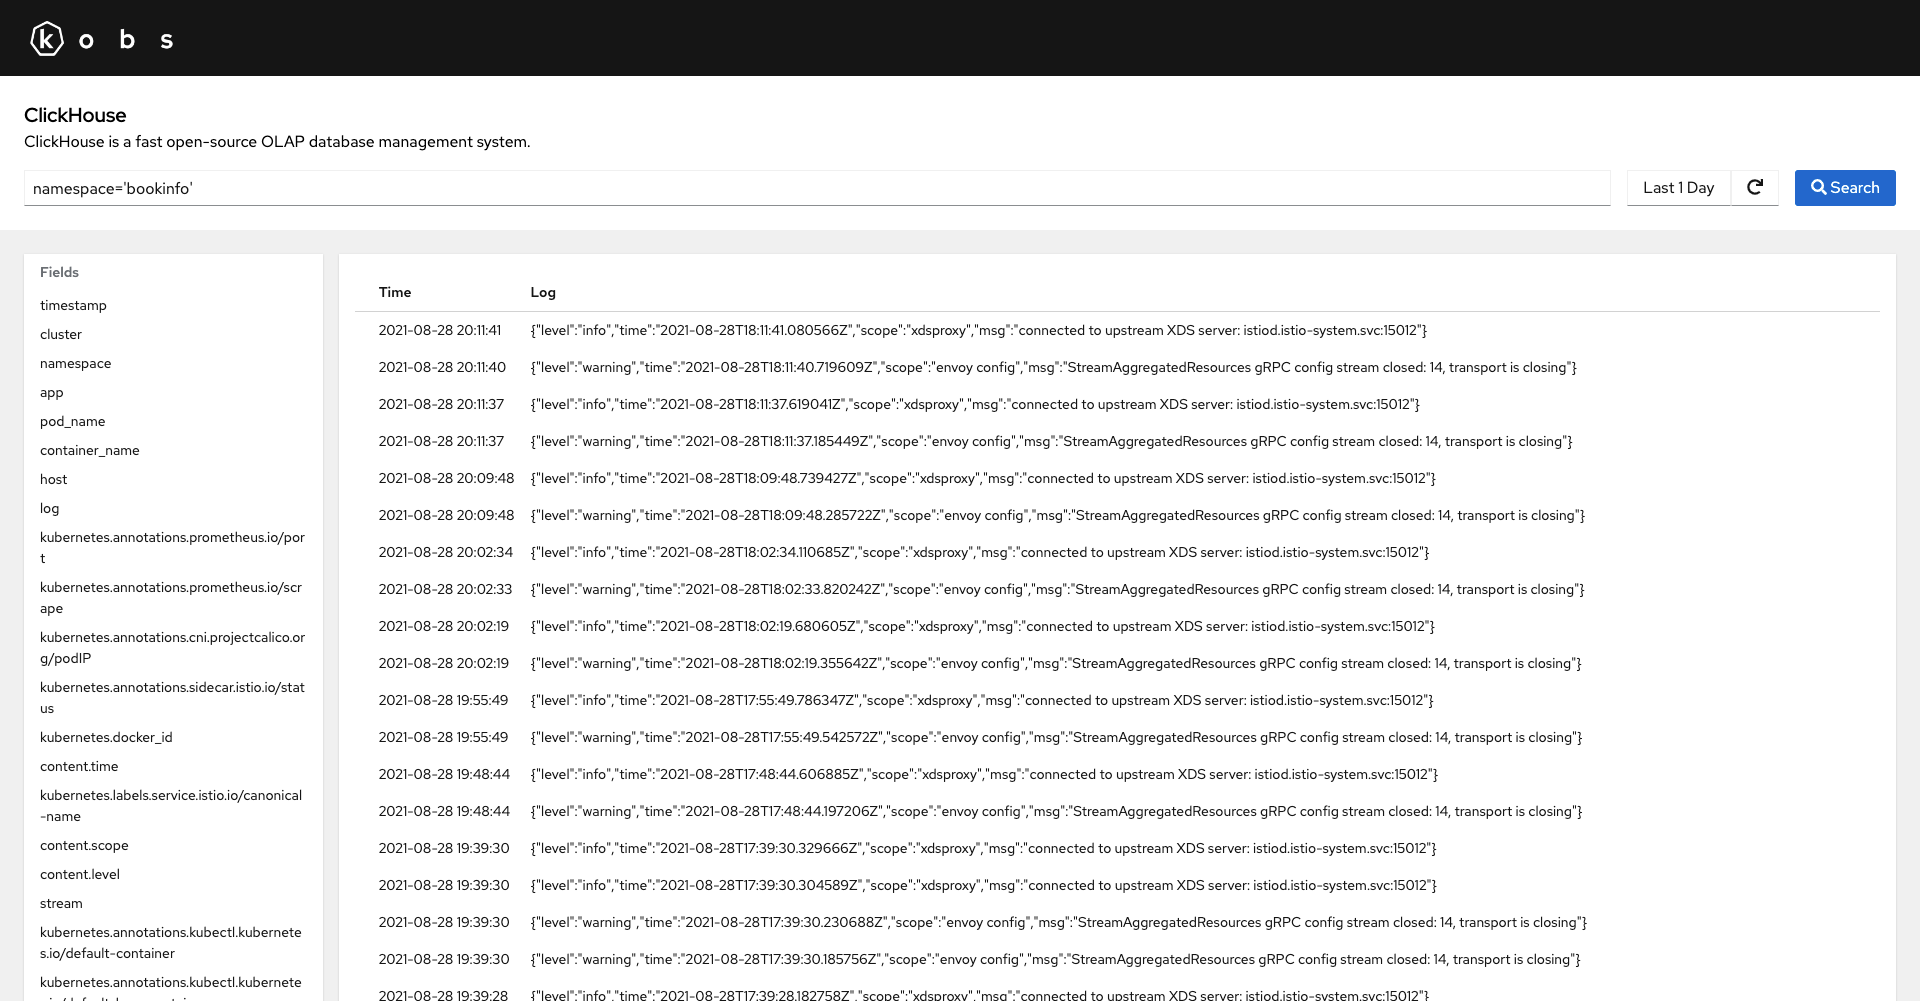 k o b s
ClickHouse
ClickHouse is a fast open-source OLAP database management system.
namespace='bookinfo'
Last 1 Day
Search
Fields
timestamp
cluster
namespace
app
pod_name
container_name
host
log
kubernetes.annotations.prometheus.io/por
t
kubernetes.annotations.prometheus.io/scr
ape
kubernetes.annotations.cni.projectcalico.or
g/podIP
kubernetes.annotations.sidecar.istio.io/stat
us
kubernetes.docker_id
content.time
kubernetes.labels.service.istio.io/canonical
-name
content.scope
content.level
stream
kubernetes.annotations.kubectl.kubernete
s.io/default-container
kubernetes.annotations.kubectl.kubernete
Time Log
2021-08-28 20:11:41 {"level":"info","time":"2021-08-28T18:11:41.080566Z","scope":"xdsproxy","msg":"connected to upstream XDS server: istiod.istio-system.svc:15012"}
2021-08-28 20:11:40 {"level":"warning","time":"2021-08-28T18:11:40.719609Z","scope":"envoy config","msg":"StreamAggregatedResources gRPC config stream closed: 14, transport is closing"}
2021-08-28 20:11:37 {"level":"info","time":"2021-08-28T18:11:37.619041Z","scope":"xdsproxy","msg":"connected to upstream XDS server: istiod.istio-system.svc:15012"}
2021-08-28 20:11:37 {"level":"warning","time":"2021-08-28T18:11:37.185449Z","scope":"envoy config","msg":"StreamAggregatedResources gRPC config stream closed: 14, transport is closing"}
2021-08-28 20:09:48 {"level":"info","time":"2021-08-28T18:09:48.739427Z","scope":"xdsproxy","msg":"connected to upstream XDS server: istiod.istio-system.svc:15012"}
2021-08-28 20:09:48 {"level":"warning","time":"2021-08-28T18:09:48.285722Z","scope":"envoy config","msg":"StreamAggregatedResources gRPC config stream closed: 14, transport is closing"}
2021-08-28 20:02:34 {"level":"info","time":"2021-08-28T18:02:34.110685Z","scope":"xdsproxy","msg":"connected to upstream XDS server: istiod.istio-system.svc:15012"}
2021-08-28 20:02:33 {"level":"warning","time":"2021-08-28T18:02:33.820242Z","scope":"envoy config","msg":"StreamAggregatedResources gRPC config stream closed: 14, transport is closing"}
2021-08-28 20:02:19 {"level":"info","time":"2021-08-28T18:02:19.680605Z","scope":"xdsproxy","msg":"connected to upstream XDS server: istiod.istio-system.svc:15012"}
2021-08-28 20:02:19 {"level":"warning","time":"2021-08-28T18:02:19.355642Z","scope":"envoy config","msg":"StreamAggregatedResources gRPC config stream closed: 14, transport is closing"}
2021-08-28 19:55:49 {"level":"info","time":"2021-08-28T17:55:49.786347Z","scope":"xdsproxy","msg":"connected to upstream XDS server: istiod.istio-system.svc:15012"}
2021-08-28 19:55:49 {"level":"warning","time":"2021-08-28T17:55:49.542572Z","scope":"envoy config","msg":"StreamAggregatedResources gRPC config stream closed: 14, transport is closing"}
2021-08-28 19:48:44 {"level":"info","time":"2021-08-28T17:48:44.606885Z","scope":"xdsproxy","msg":"connected to upstream XDS server: istiod.istio-system.svc:15012"}
2021-08-28 19:48:44 {"level":"warning","time":"2021-08-28T17:48:44.197206Z","scope":"envoy config","msg":"StreamAggregatedResources gRPC config stream closed: 14, transport is closing"}
2021-08-28 19:39:30 {"level":"info","time":"2021-08-28T17:39:30.329666Z","scope":"xdsproxy","msg":"connected to upstream XDS server: istiod.istio-system.svc:15012"}
2021-08-28 19:39:30 {"level":"info","time":"2021-08-28T17:39:30.304589Z","scope":"xdsproxy","msg":"connected to upstream XDS server: istiod.istio-system.svc:15012"}
2021-08-28 19:39:30 {"level":"warning","time":"2021-08-28T17:39:30.230688Z","scope":"envoy config","msg":"StreamAggregatedResources gRPC config stream closed: 14, transport is closing"}
2021-08-28 19:39:30 {"level":"warning","time":"2021-08-28T17:39:30.185756Z","scope":"envoy config","msg":"StreamAggregatedResources gRPC config stream closed: 14, transport is closing"}
2021-08-28 19:39:28 {"level":"info","time":"2021-08-28T17:39:28.182758Z","scope":"xdsproxy","msg":"connected to upstream XDS server: istiod.istio-system.svc:15012"}